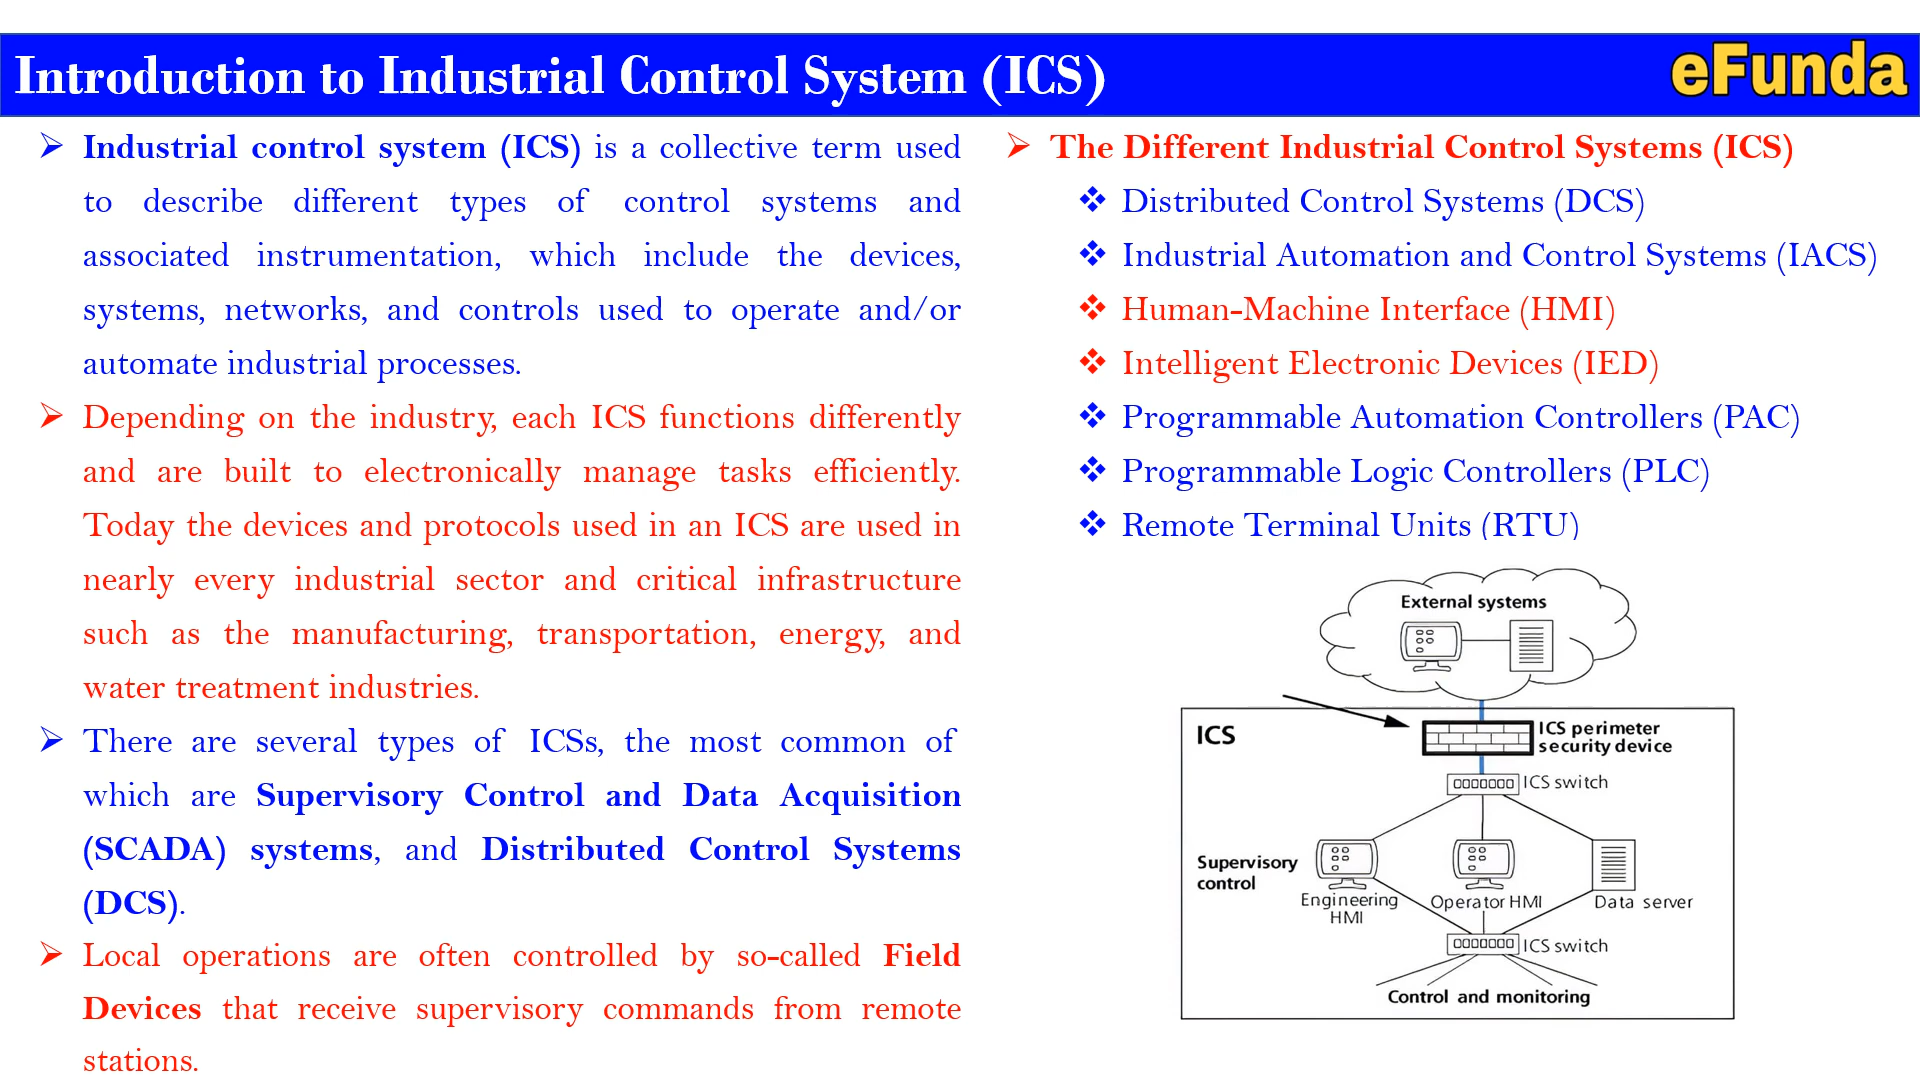 Introduction to Industrial Control System (ICS)
eFunda
Industrial control system (ICS) is a collective term used
to describe different types of control systems and
associated instrumentation, which include the devices,
systems, networks, and controls used to operate and/or
automate industrial processes.
Depending on the industry, each ICS functions differently
and are built to electronically manage tasks efficiently.
Today the devices and protocols used in an ICS are used in
nearly every industrial sector and critical infrastructure
such as the manufacturing, transportation, energy, and
water treatment industries.
There are several types of ICSs, the most common of
which are Supervisory Control and Data Acquisition
(SCADA) systems, and Distributed Control Systems
(DCS).
Local operations are often controlled by so-called Field
Devices that receive supervisory commands from remote
stations.
The Different Industrial Control Systems (ICS)
Distributed Control Systems (DCS)
Industrial Automation and Control Systems (IACS)
Human-Machine Interface (HMI)
Intelligent Electronic Devices (IED)
Programmable Automation Controllers (PAC)
Programmable Logic Controllers (PLC)
Remote Terminal Units (RTU)
External systems
ICS
ICS perimeter
security device
ICS switch
Supervisory
control
Engineering
HMI
Operator HMI
Data server
ICS switch
Control and monitoring